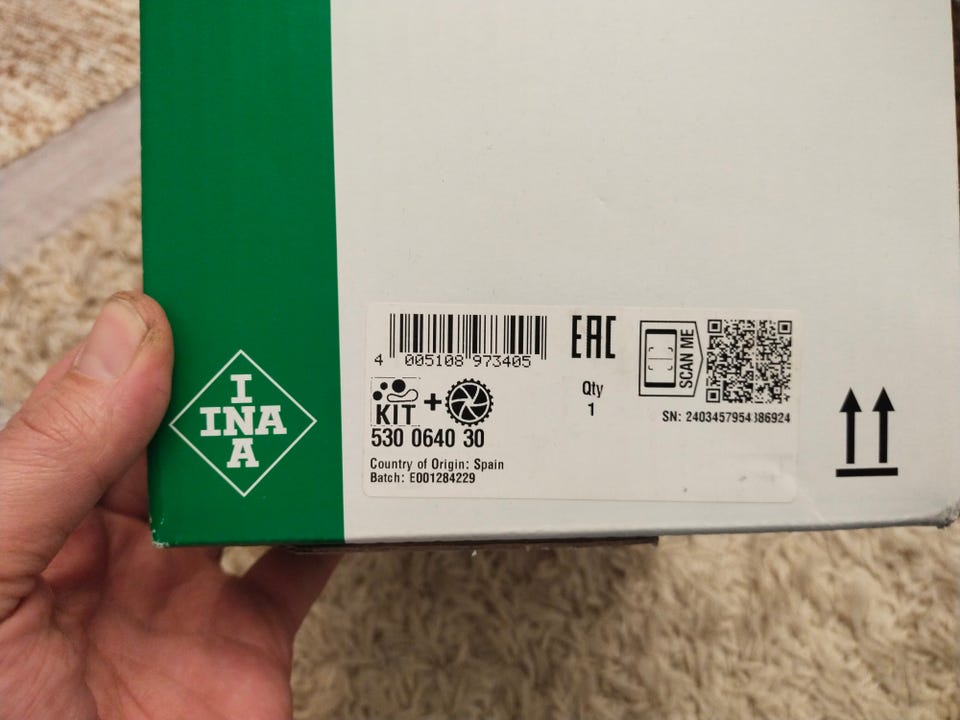 INA
4 005108 973405
EAC
Qty
1
SCAN ME
KIT +
530 0640 30
Country of Origin: Spain
Batch: E001284229